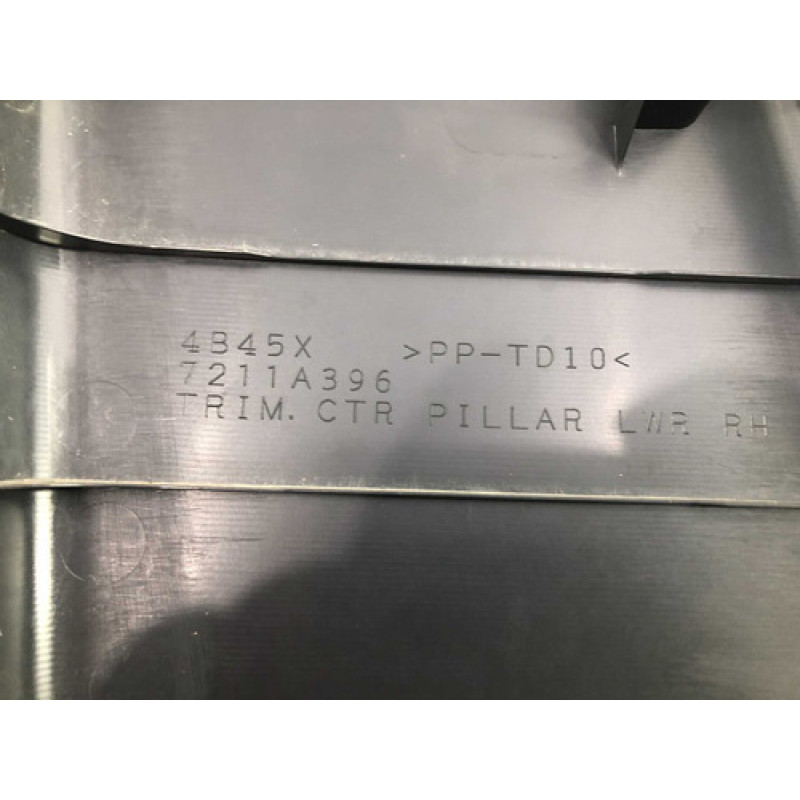 4B45X >PP-TD10<
7211A396
TRIM. CTR PILLAR LWR RH